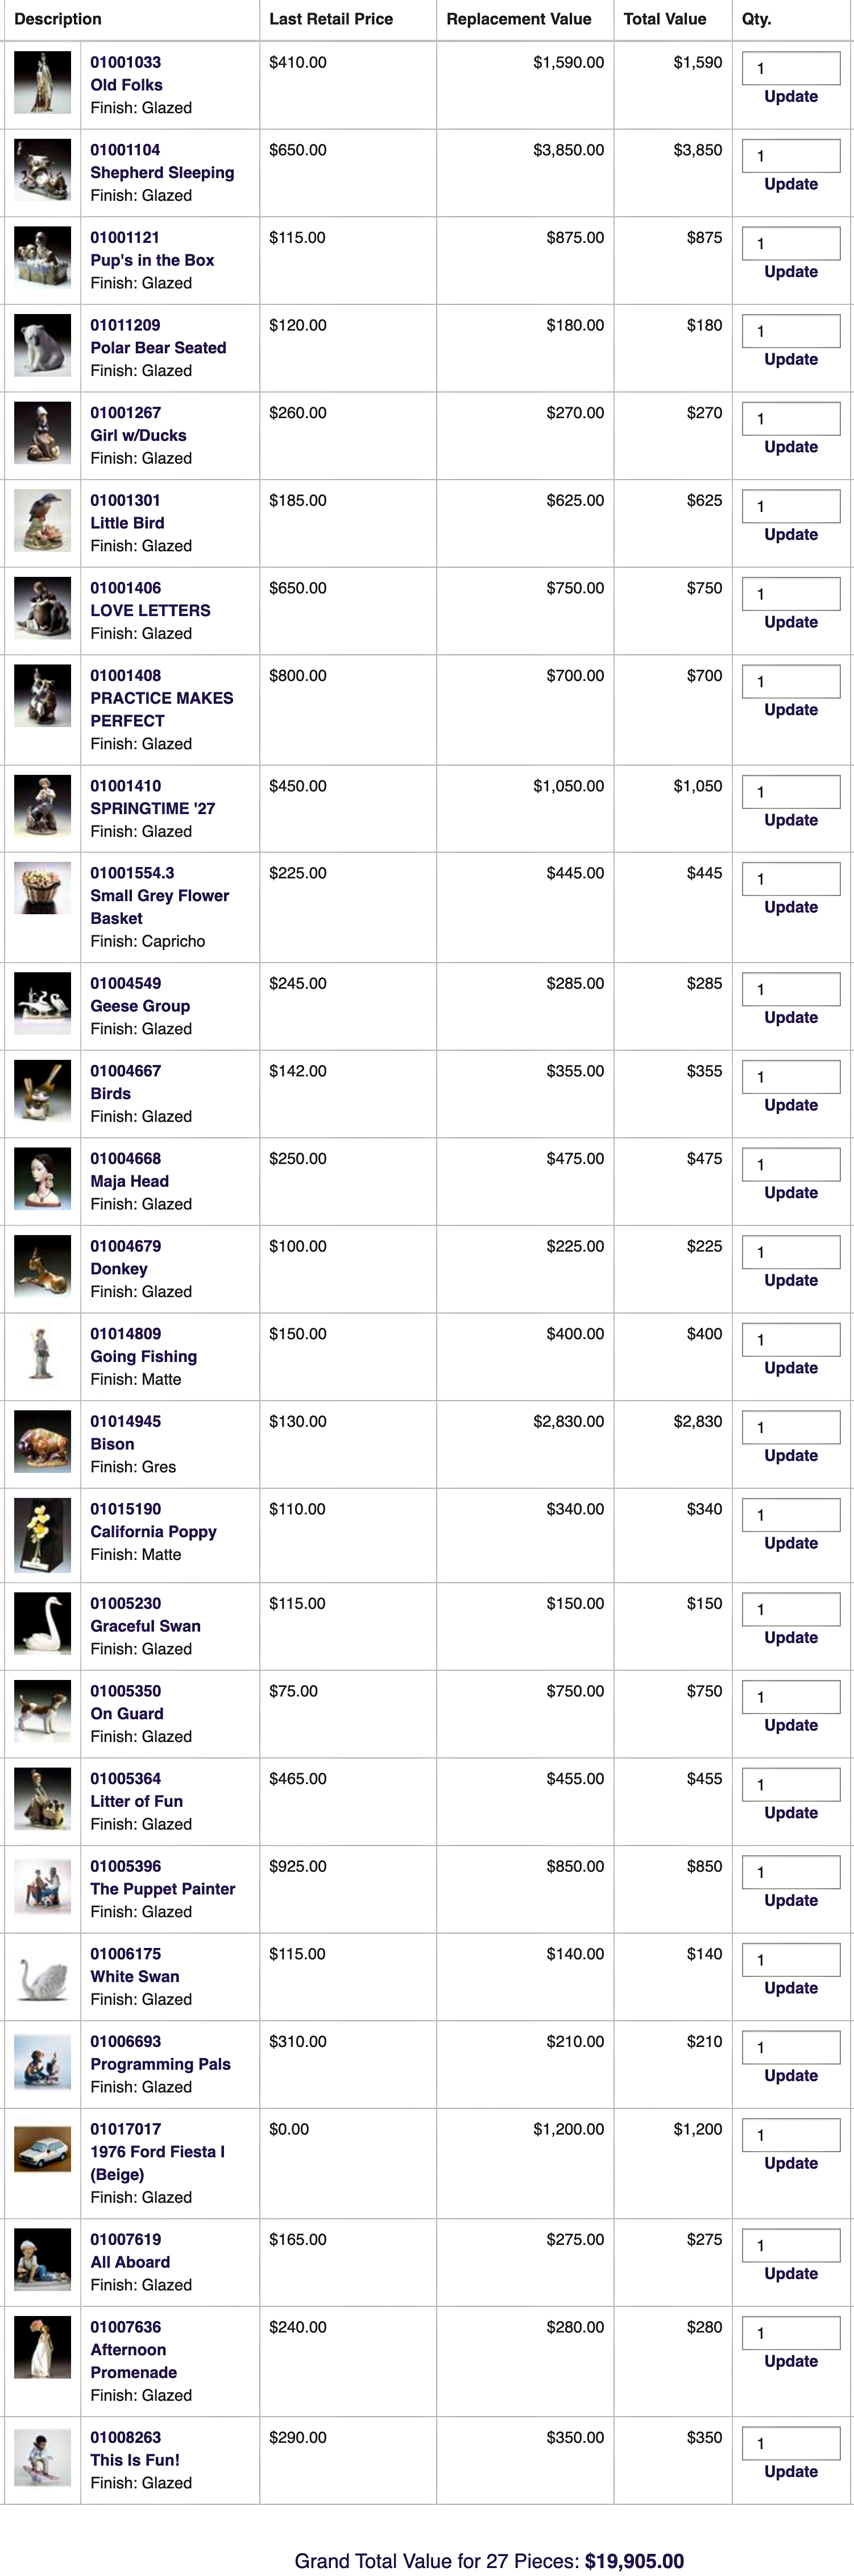 Description Last Retail Price Replacement Value Total Value Qty.
01001033 $410.00 $1,590.00 $1,590 1
Old Folks Update
Finish: Glazed
01001104 $650.00 $3,850.00 $3,850 1
Shepherd Sleeping Update
Finish: Glazed
01001121 $115.00 $875.00 $875 1
Pup's in the Box Update
Finish: Glazed
01011209 $120.00 $180.00 $180 1
Polar Bear Seated Update
Finish: Glazed
01001267 $260.00 $270.00 $270 1
Girl w/Ducks Update
Finish: Glazed
01001301 $185.00 $625.00 $625 1
Little Bird Update
Finish: Glazed
01001406 $650.00 $750.00 $750 1
LOVE LETTERS Update
Finish: Glazed
01001408 $800.00 $700.00 $700 1
PRACTICE MAKES Update
PERFECT
Finish: Glazed
01001410 $450.00 $1,050.00 $1,050 1
SPRINGTIME '27 Update
Finish: Glazed
01001554.3 $225.00 $445.00 $445 1
Small Grey Flower Update
Basket
Finish: Capricho
01004549 $245.00 $285.00 $285 1
Geese Group Update
Finish: Glazed
01004667 $142.00 $355.00 $355 1
Birds Update
Finish: Glazed
01004668 $250.00 $475.00 $475 1
Maja Head Update
Finish: Glazed
01004679 $100.00 $225.00 $225 1
Donkey Update
Finish: Glazed
01014809 $150.00 $400.00 $400 1
Going Fishing Update
Finish: Matte
01014945 $130.00 $2,830.00 $2,830 1
Bison Update
Finish: Gres
01015190 $110.00 $340.00 $340 1
California Poppy Update
Finish: Matte
01005230 $115.00 $150.00 $150 1
Graceful Swan Update
Finish: Glazed
01005350 $75.00 $750.00 $750 1
On Guard Update
Finish: Glazed
01005364 $465.00 $455.00 $455 1
Litter of Fun Update
Finish: Glazed
01005396 $925.00 $850.00 $850 1
The Puppet Painter Update
Finish: Glazed
01006175 $115.00 $140.00 $140 1
White Swan Update
Finish: Glazed
01006693 $310.00 $210.00 $210 1
Programming Pals Update
Finish: Glazed
01017017 $0.00 $1,200.00 $1,200 1
1976 Ford Fiesta I Update
(Beige)
Finish: Glazed
01007619 $165.00 $275.00 $275 1
All Aboard Update
Finish: Glazed
01007636 $240.00 $280.00 $280 1
Afternoon Update
Promenade
Finish: Glazed
01008263 $290.00 $350.00 $350 1
This Is Fun! Update
Finish: Glazed
Grand Total Value for 27 Pieces: $19,905.00